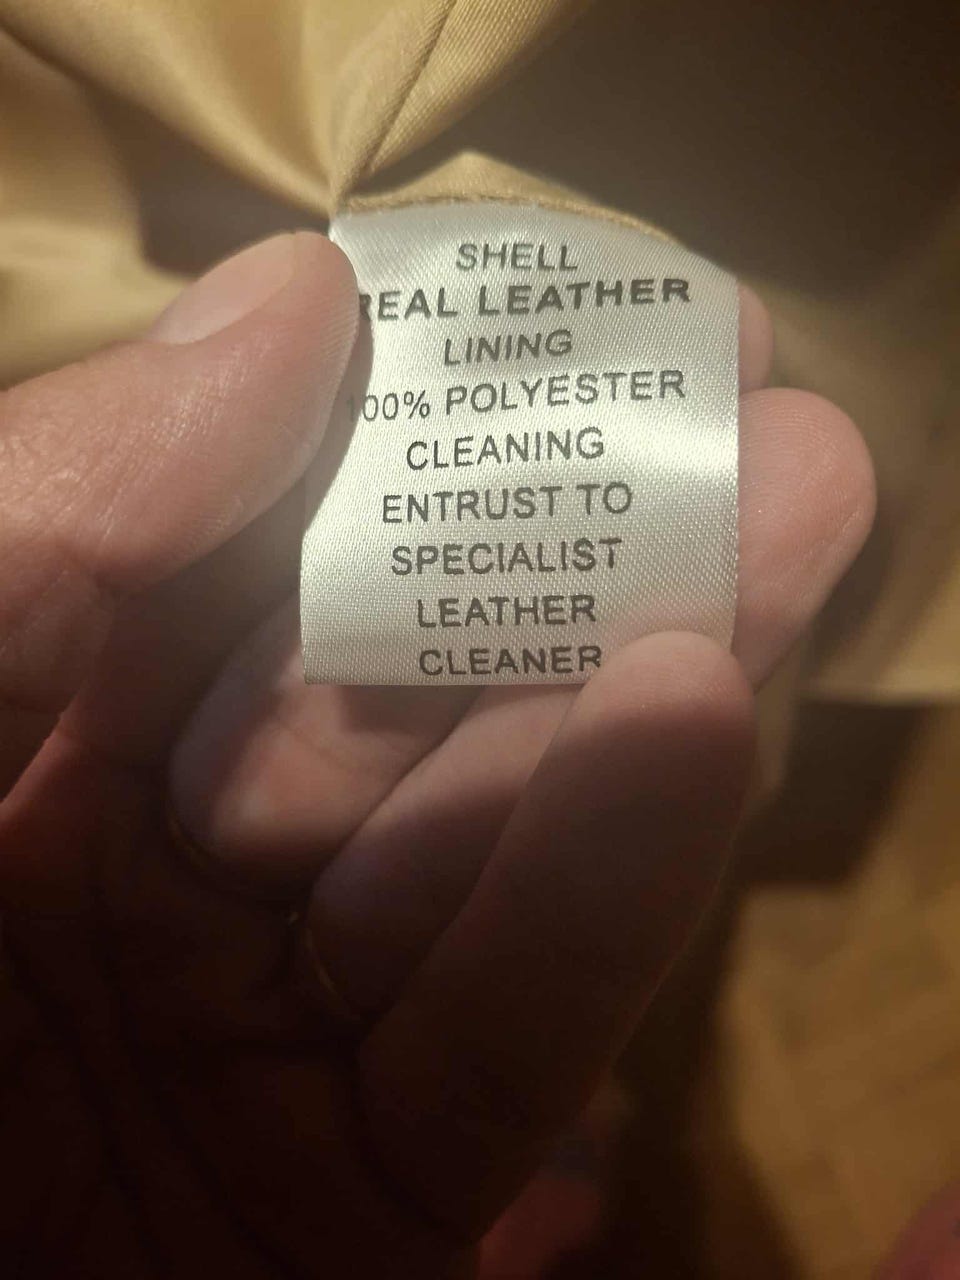 SHELL
REAL LEATHER
LINING
100% POLYESTER
CLEANING
ENTRUST TO
SPECIALIST
LEATHER
CLEANER